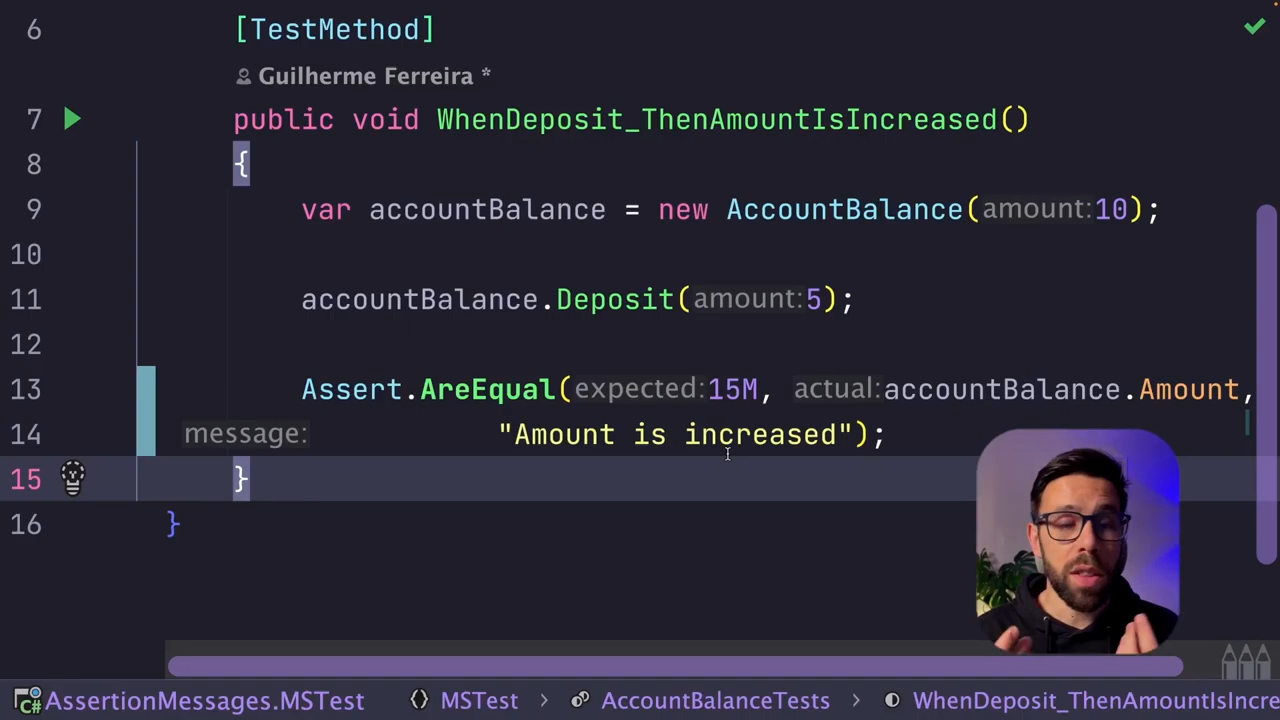 6 [TestMethod]
Guilherme Ferreira *
7 public void WhenDeposit_ThenAmountIsIncreased()
8 {
9 var accountBalance = new AccountBalance(amount:10);
10
11 accountBalance.Deposit(amount:5);
12
13 Assert.AreEqual(expected:15M, actual:accountBalance.Amount,
14 message: "Amount is increased");
15 }
16 }
C# AssertionMessages.MSTest {} MSTest > AccountBalanceTests > WhenDeposit_ThenAmountIsIncre